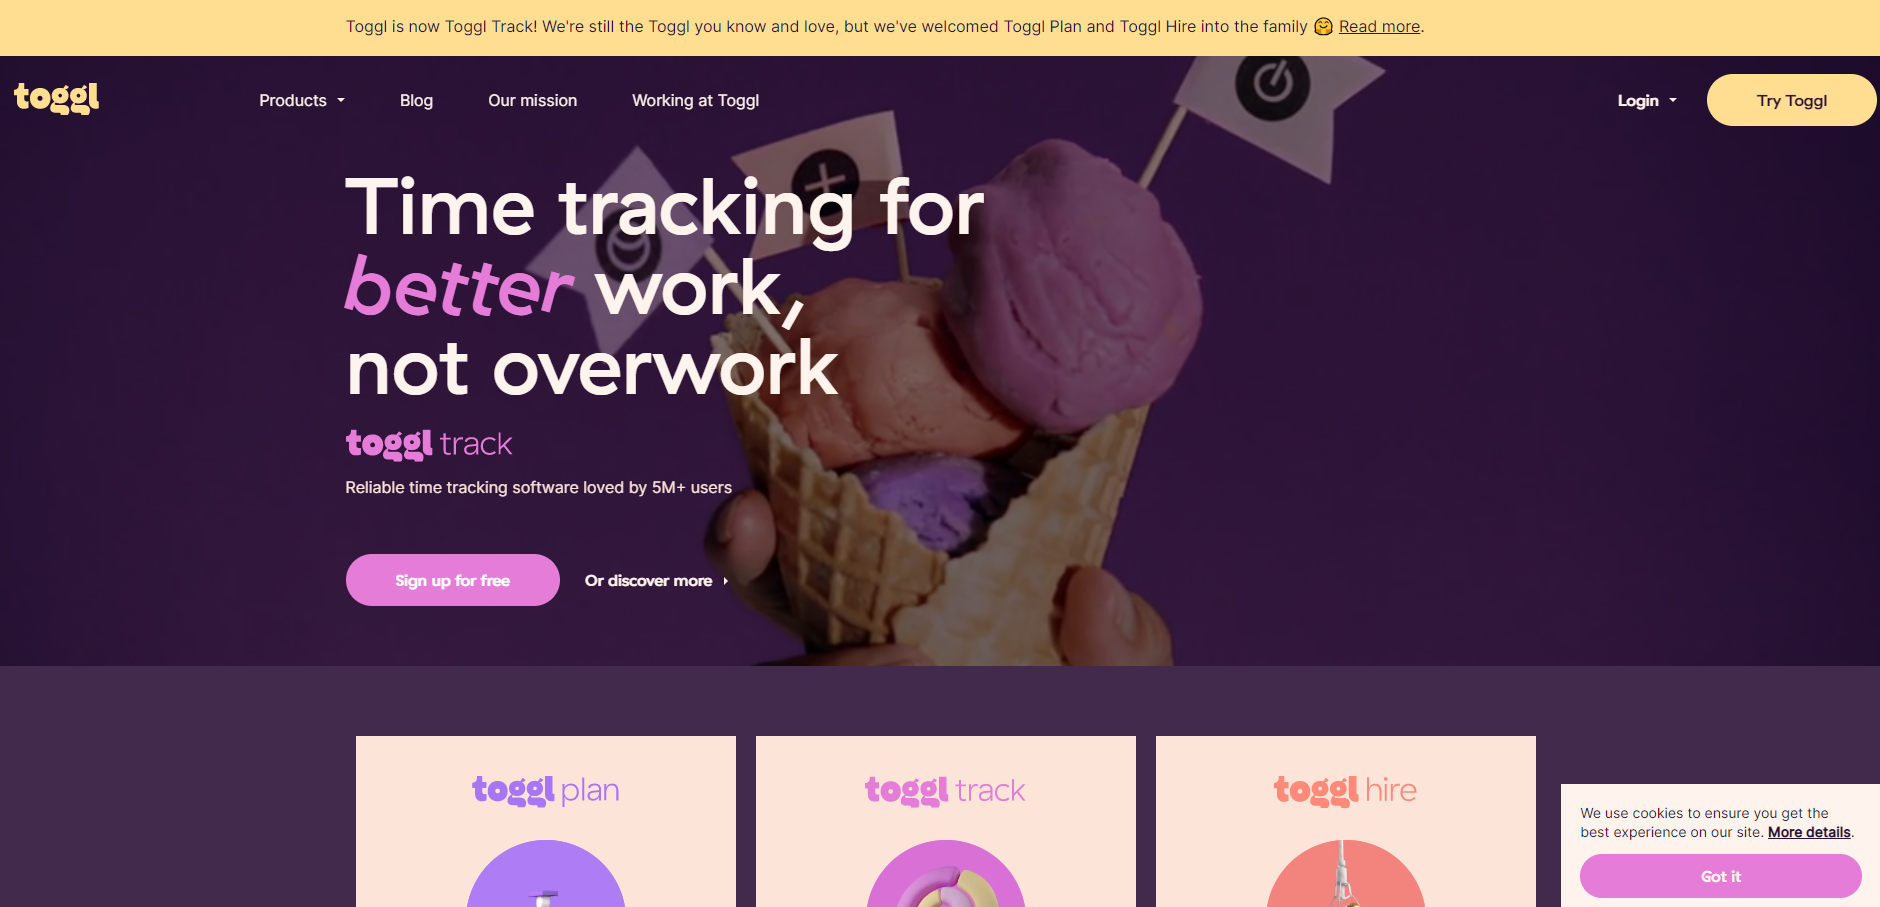 Toggl is now Toggl Track! We're still the Toggl you know and love, but we've welcomed Toggl Plan and Toggl Hire into the family 🤗 Read more.
toggl
Products
Blog
Our mission
Working at Toggl
Login
Try Toggl
Time tracking for
better work,
not overwork
toggl track
Reliable time tracking software loved by 5M+ users
Sign up for free
Or discover more
toggl plan
toggl track
toggl hire
We use cookies to ensure you get the
best experience on our site. More details.
Got it